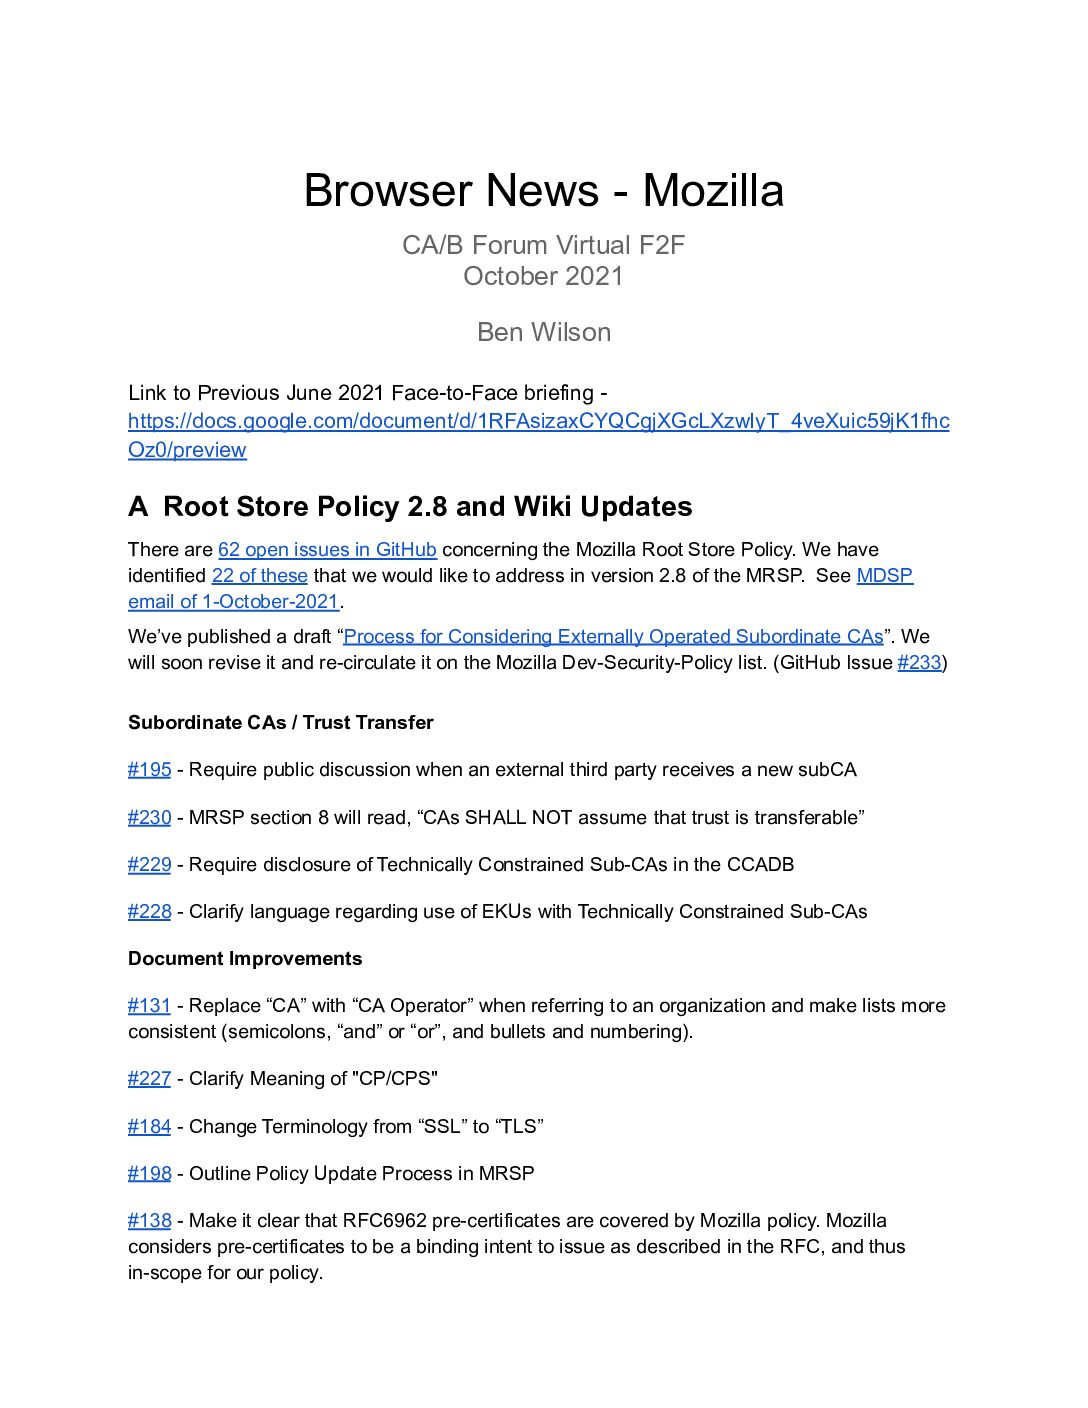 Browser News - Mozilla
CA/B Forum Virtual F2F
October 2021
Ben Wilson
Link to Previous June 2021 Face-to-Face briefing -
https://docs.google.com/document/d/1RFAsizaxCYQCgjXGcLXzwlyT_4veXuic59jK1fhc
Oz0/preview
A  Root Store Policy 2.8 and Wiki Updates
There are 62 open issues in GitHub concerning the Mozilla Root Store Policy. We have
identified 22 of these that we would like to address in version 2.8 of the MRSP.  See MDSP
email of 1-October-2021.
We’ve published a draft “Process for Considering Externally Operated Subordinate CAs”. We
will soon revise it and re-circulate it on the Mozilla Dev-Security-Policy list. (GitHub Issue #233)
Subordinate CAs / Trust Transfer
#195 - Require public discussion when an external third party receives a new subCA
#230 - MRSP section 8 will read, “CAs SHALL NOT assume that trust is transferable”
#229 - Require disclosure of Technically Constrained Sub-CAs in the CCADB
#228 - Clarify language regarding use of EKUs with Technically Constrained Sub-CAs
Document Improvements
#131 - Replace “CA” with “CA Operator” when referring to an organization and make lists more
consistent (semicolons, “and” or “or”, and bullets and numbering).
#227 - Clarify Meaning of "CP/CPS"
#184 - Change Terminology from “SSL” to “TLS”
#198 - Outline Policy Update Process in MRSP
#138 - Make it clear that RFC6962 pre-certificates are covered by Mozilla policy. Mozilla
considers pre-certificates to be a binding intent to issue as described in the RFC, and thus
in-scope for our policy.